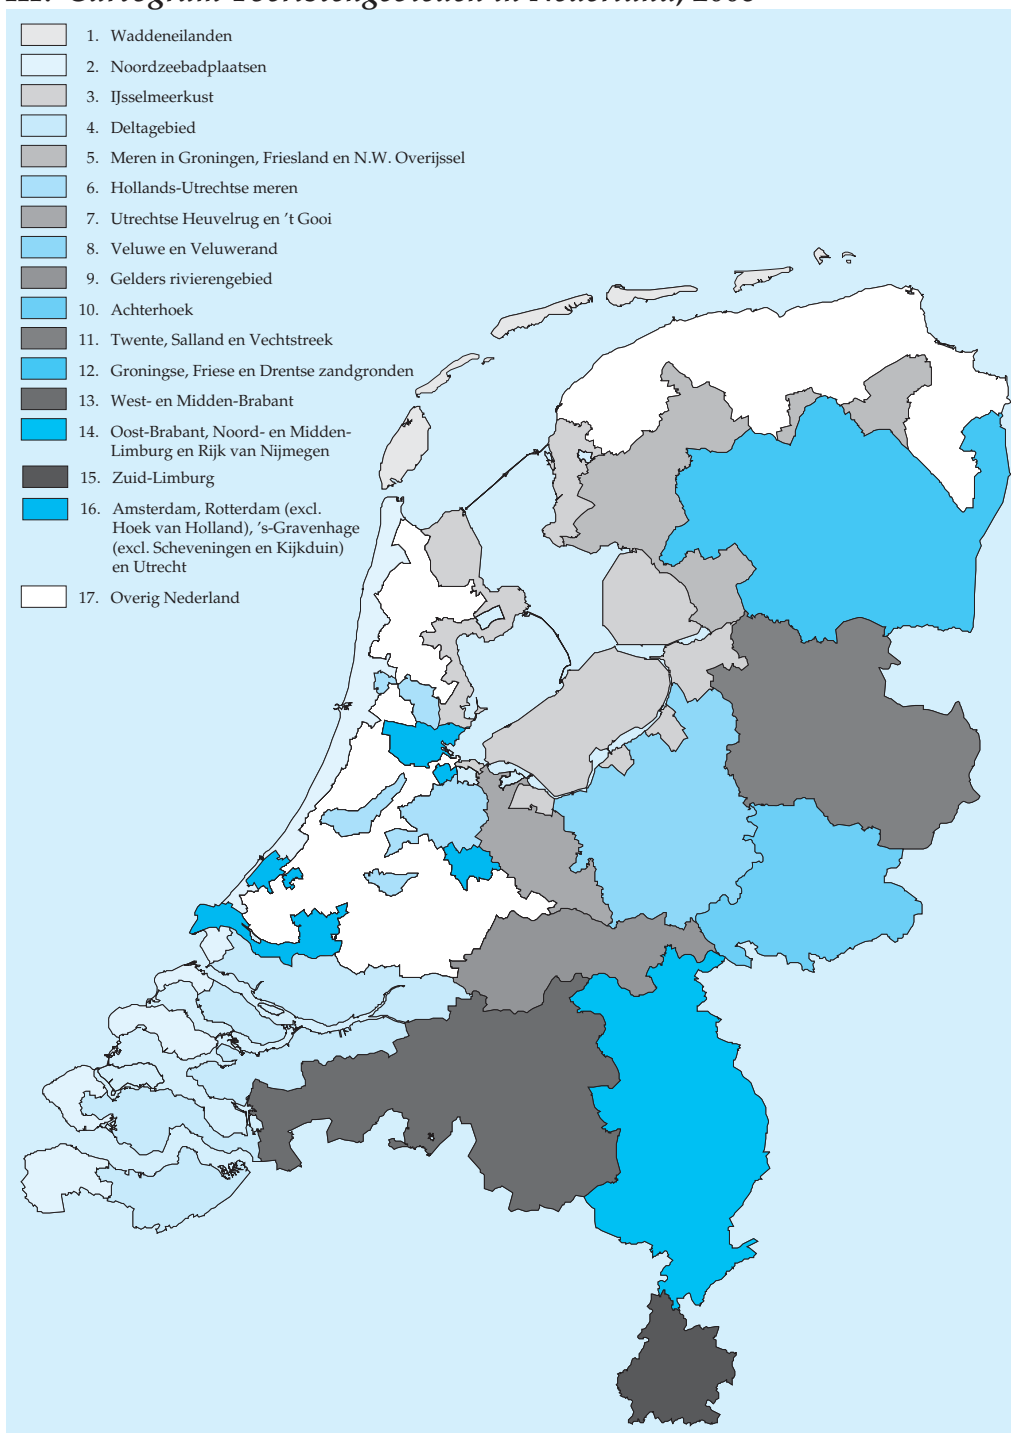 1. Waddeneilanden
2. Noordzeebadplaatsen
3. IJsselmeerkust
4. Deltagebied
5. Meren in Groningen, Friesland en N.W. Overijssel
6. Hollands-Utrechtse meren
7. Utrechtse Heuvelrug en ’t Gooi
8. Veluwe en Veluwerand
9. Gelders rivierengebied
10. Achterhoek
11. Twente, Salland en Vechtstreek
12. Groningse, Friese en Drentse zandgronden
13. West- en Midden-Brabant
14. Oost-Brabant, Noord- en Midden-
Limburg en Rijk van Nijmegen
15. Zuid-Limburg
16. Amsterdam, Rotterdam (excl.
Hoek van Holland), ’s-Gravenhage
(excl. Scheveningen en Kijkduin)
en Utrecht
17. Overig Nederland